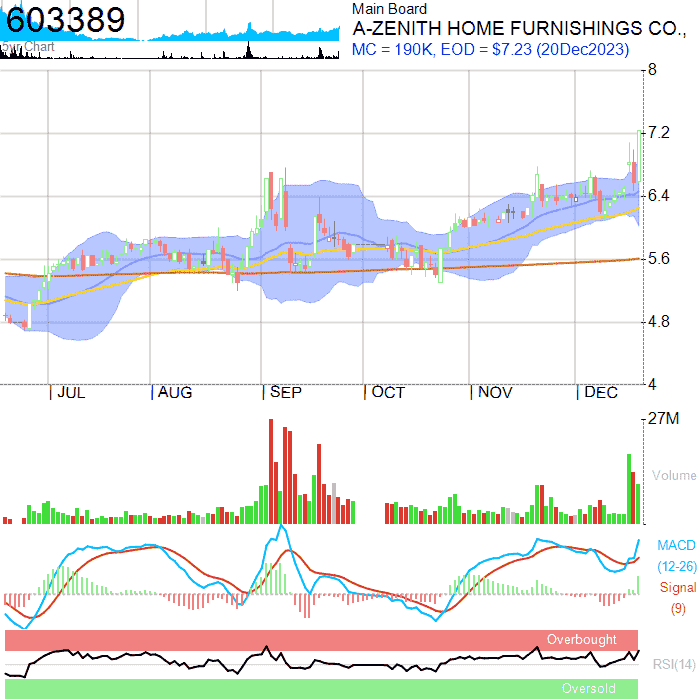 603389
5Our Chart
Main Board
A-ZENITH HOME FURNISHINGS CO.,
MC = 190K, EOD = $7.23 (20Dec2023)
8
7.2
6.4
5.6
4.8
4
JUL
AUG
SEP
OCT
NOV
DEC
27M
Volume
MACD
(12-26)
Signal
(9)
Overbought
RSI(14)
Oversold